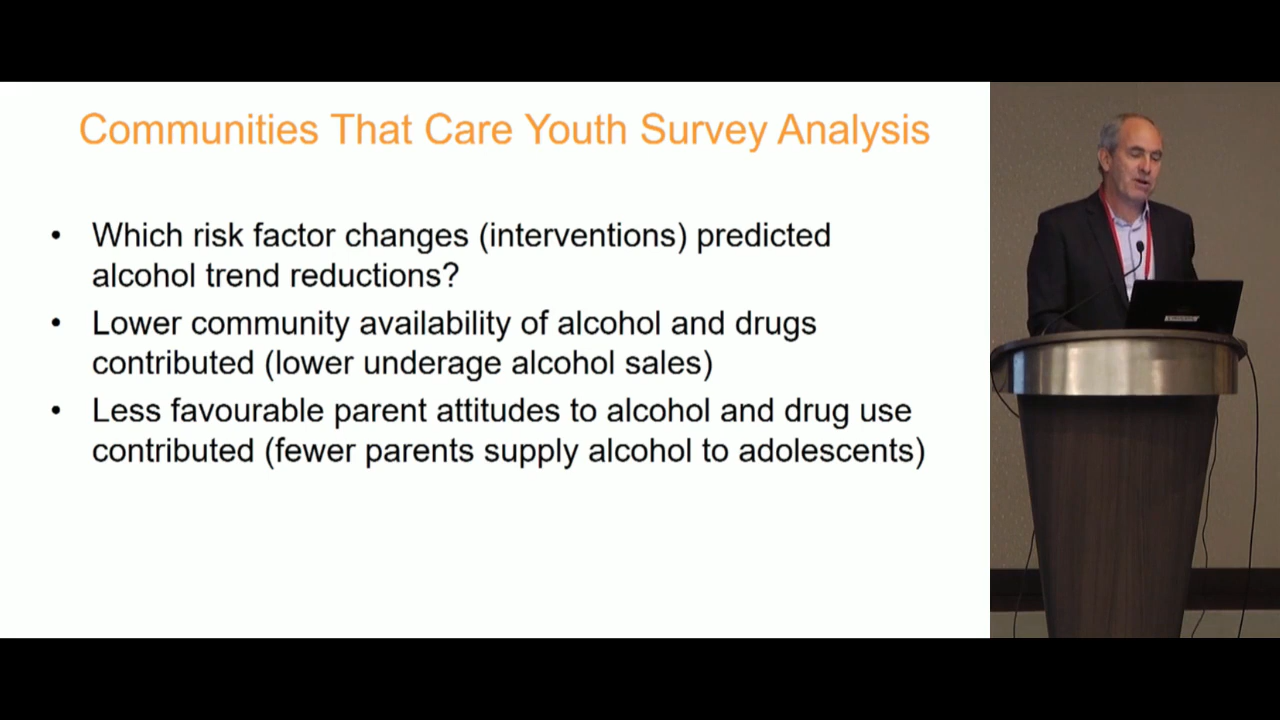 Communities That Care Youth Survey Analysis
• Which risk factor changes (interventions) predicted
alcohol trend reductions?
• Lower community availability of alcohol and drugs
contributed (lower underage alcohol sales)
• Less favourable parent attitudes to alcohol and drug use
contributed (fewer parents supply alcohol to adolescents)